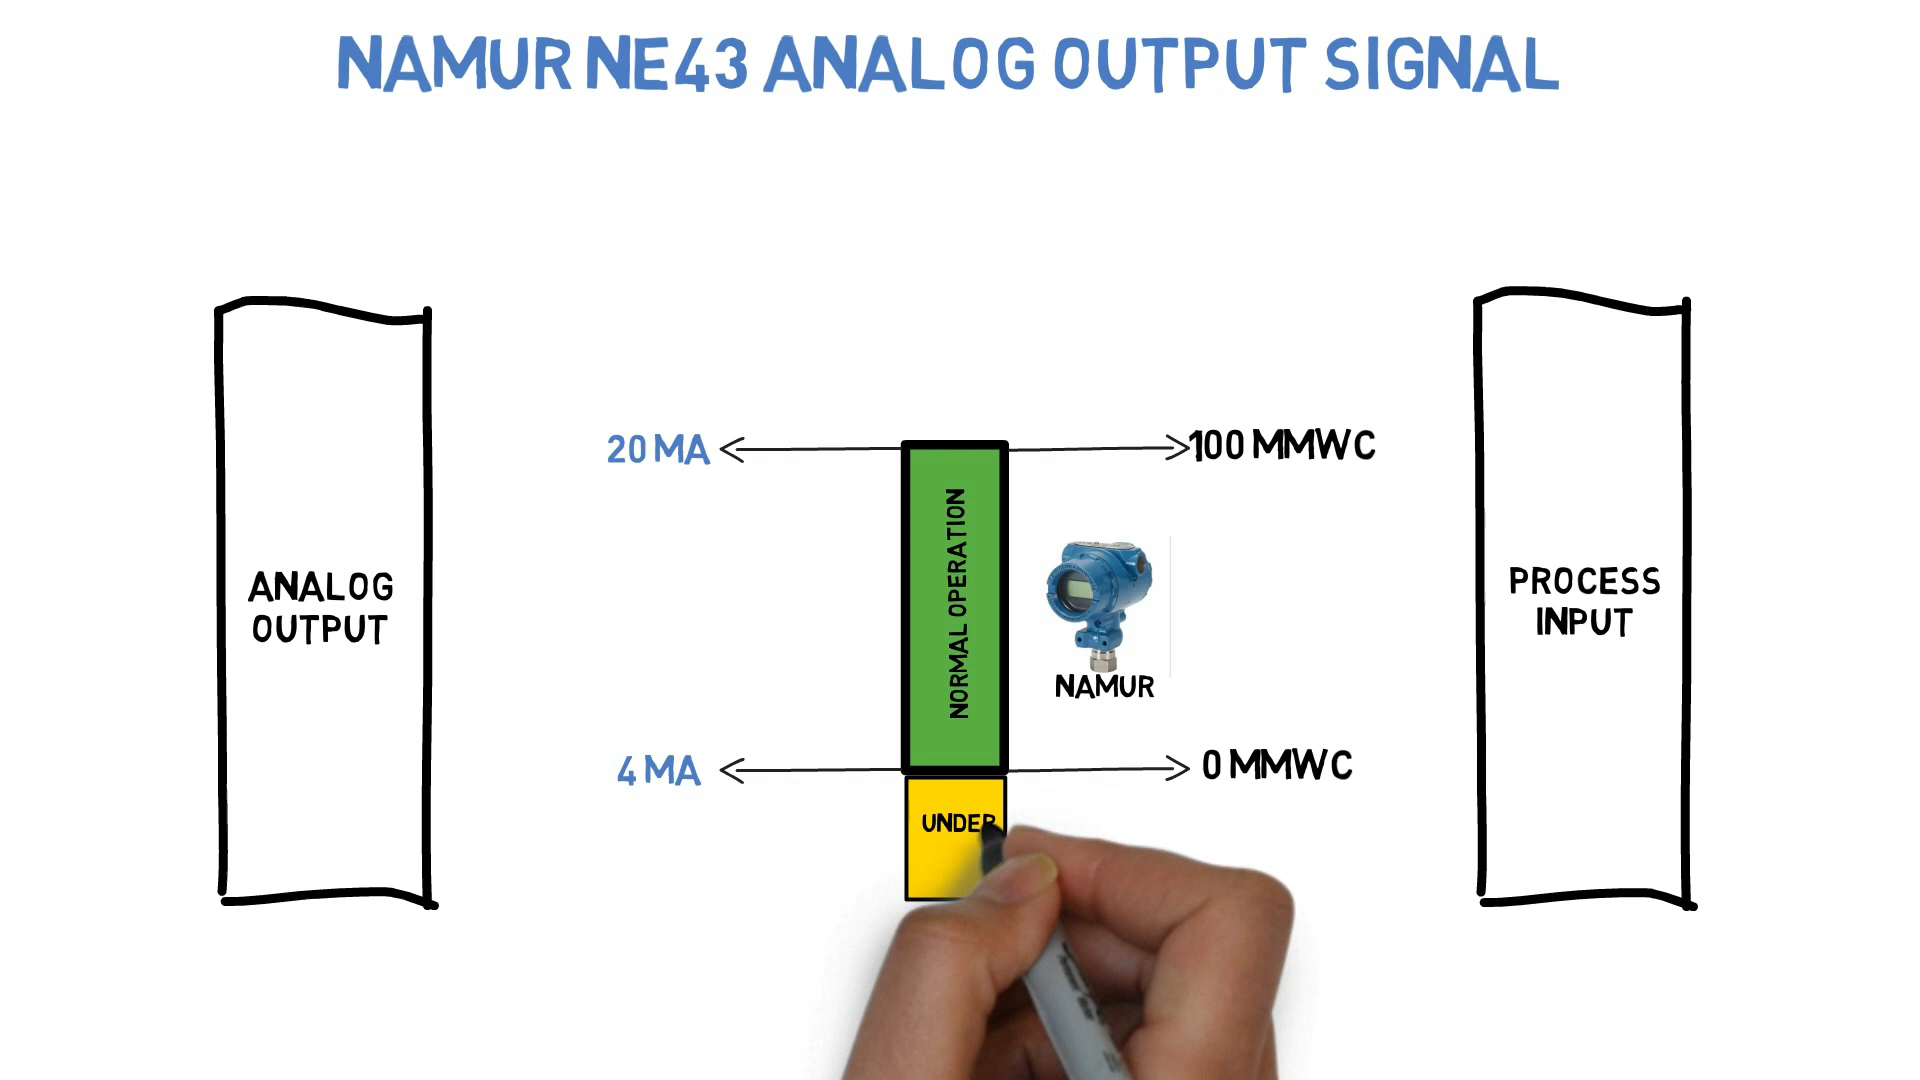 NAMUR NE43 ANALOG OUTPUT SIGNAL
20 MA
100 MMWC
NORMAL OPERATION
ANALOG
OUTPUT
PROCESS
INPUT
NAMUR
4 MA
0 MMWC
UNDER